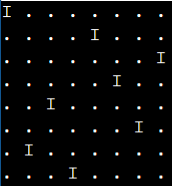 I . . . . . . .
. . . . I . . .
. . . . . . . I
. . . . . I . .
. . I . . . . .
. . . . . . I .
. I . . . . . .
. . . I . . . .